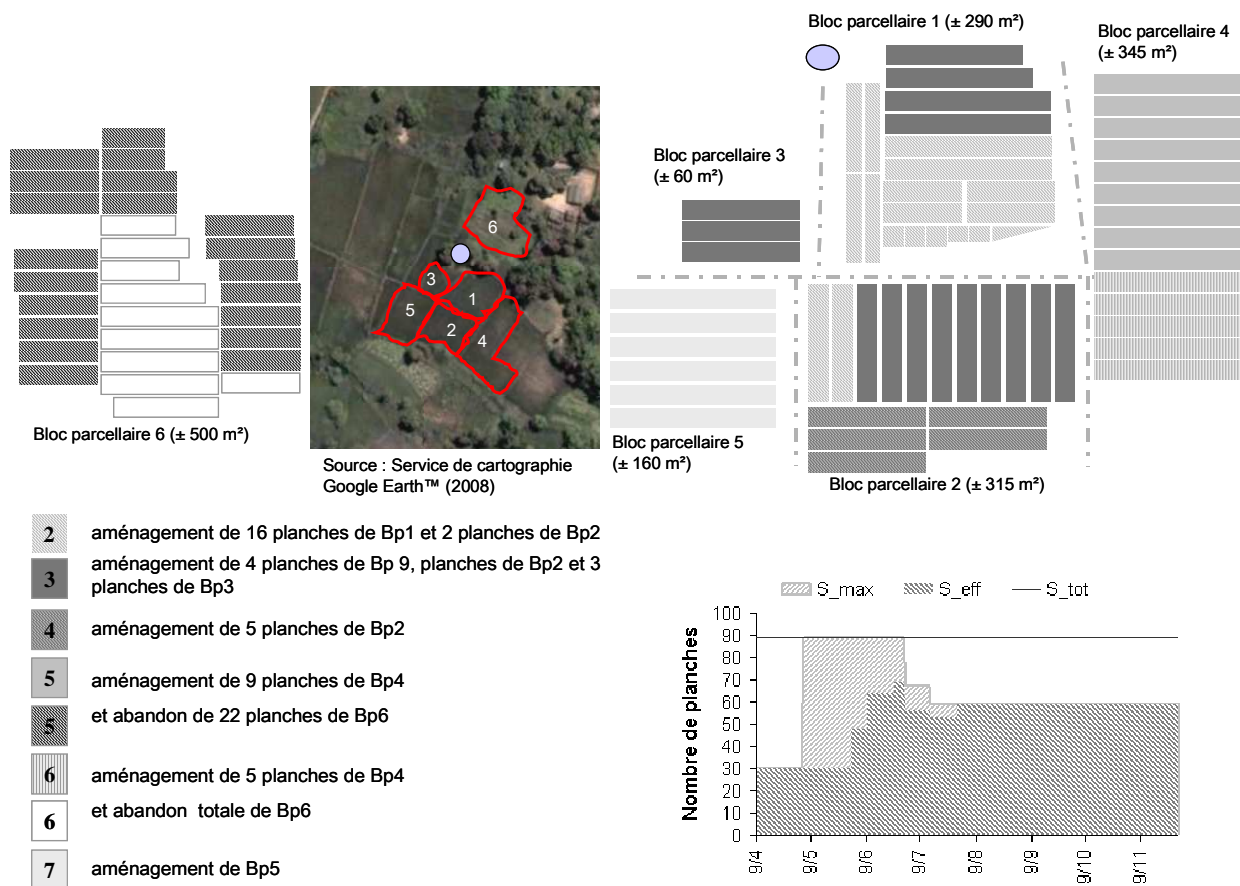 Bloc parcellaire 1 (± 290 m²)
Bloc parcellaire 4
(± 345 m²)
Bloc parcellaire 3
(± 60 m²)
6
3
1
5
2
4
Bloc parcellaire 6 (± 500 m²)
Source : Service de cartographie
Google Earth™ (2008)
Bloc parcellaire 5
(± 160 m²)
Bloc parcellaire 2 (± 315 m²)
2 aménagement de 16 planches de Bp1 et 2 planches de Bp2
3 aménagement de 4 planches de Bp 9, planches de Bp2 et 3
planches de Bp3
4 aménagement de 5 planches de Bp2
5 aménagement de 9 planches de Bp4
5 et abandon de 22 planches de Bp6
6 aménagement de 5 planches de Bp4
6 et abandon totale de Bp6
7 aménagement de Bp5
S_max S_eff S_tot
Nombre de planches
100
90
80
70
60
50
40
30
20
10
0
9/4 9/5 9/6 9/7 9/8 9/9 9/10 9/11